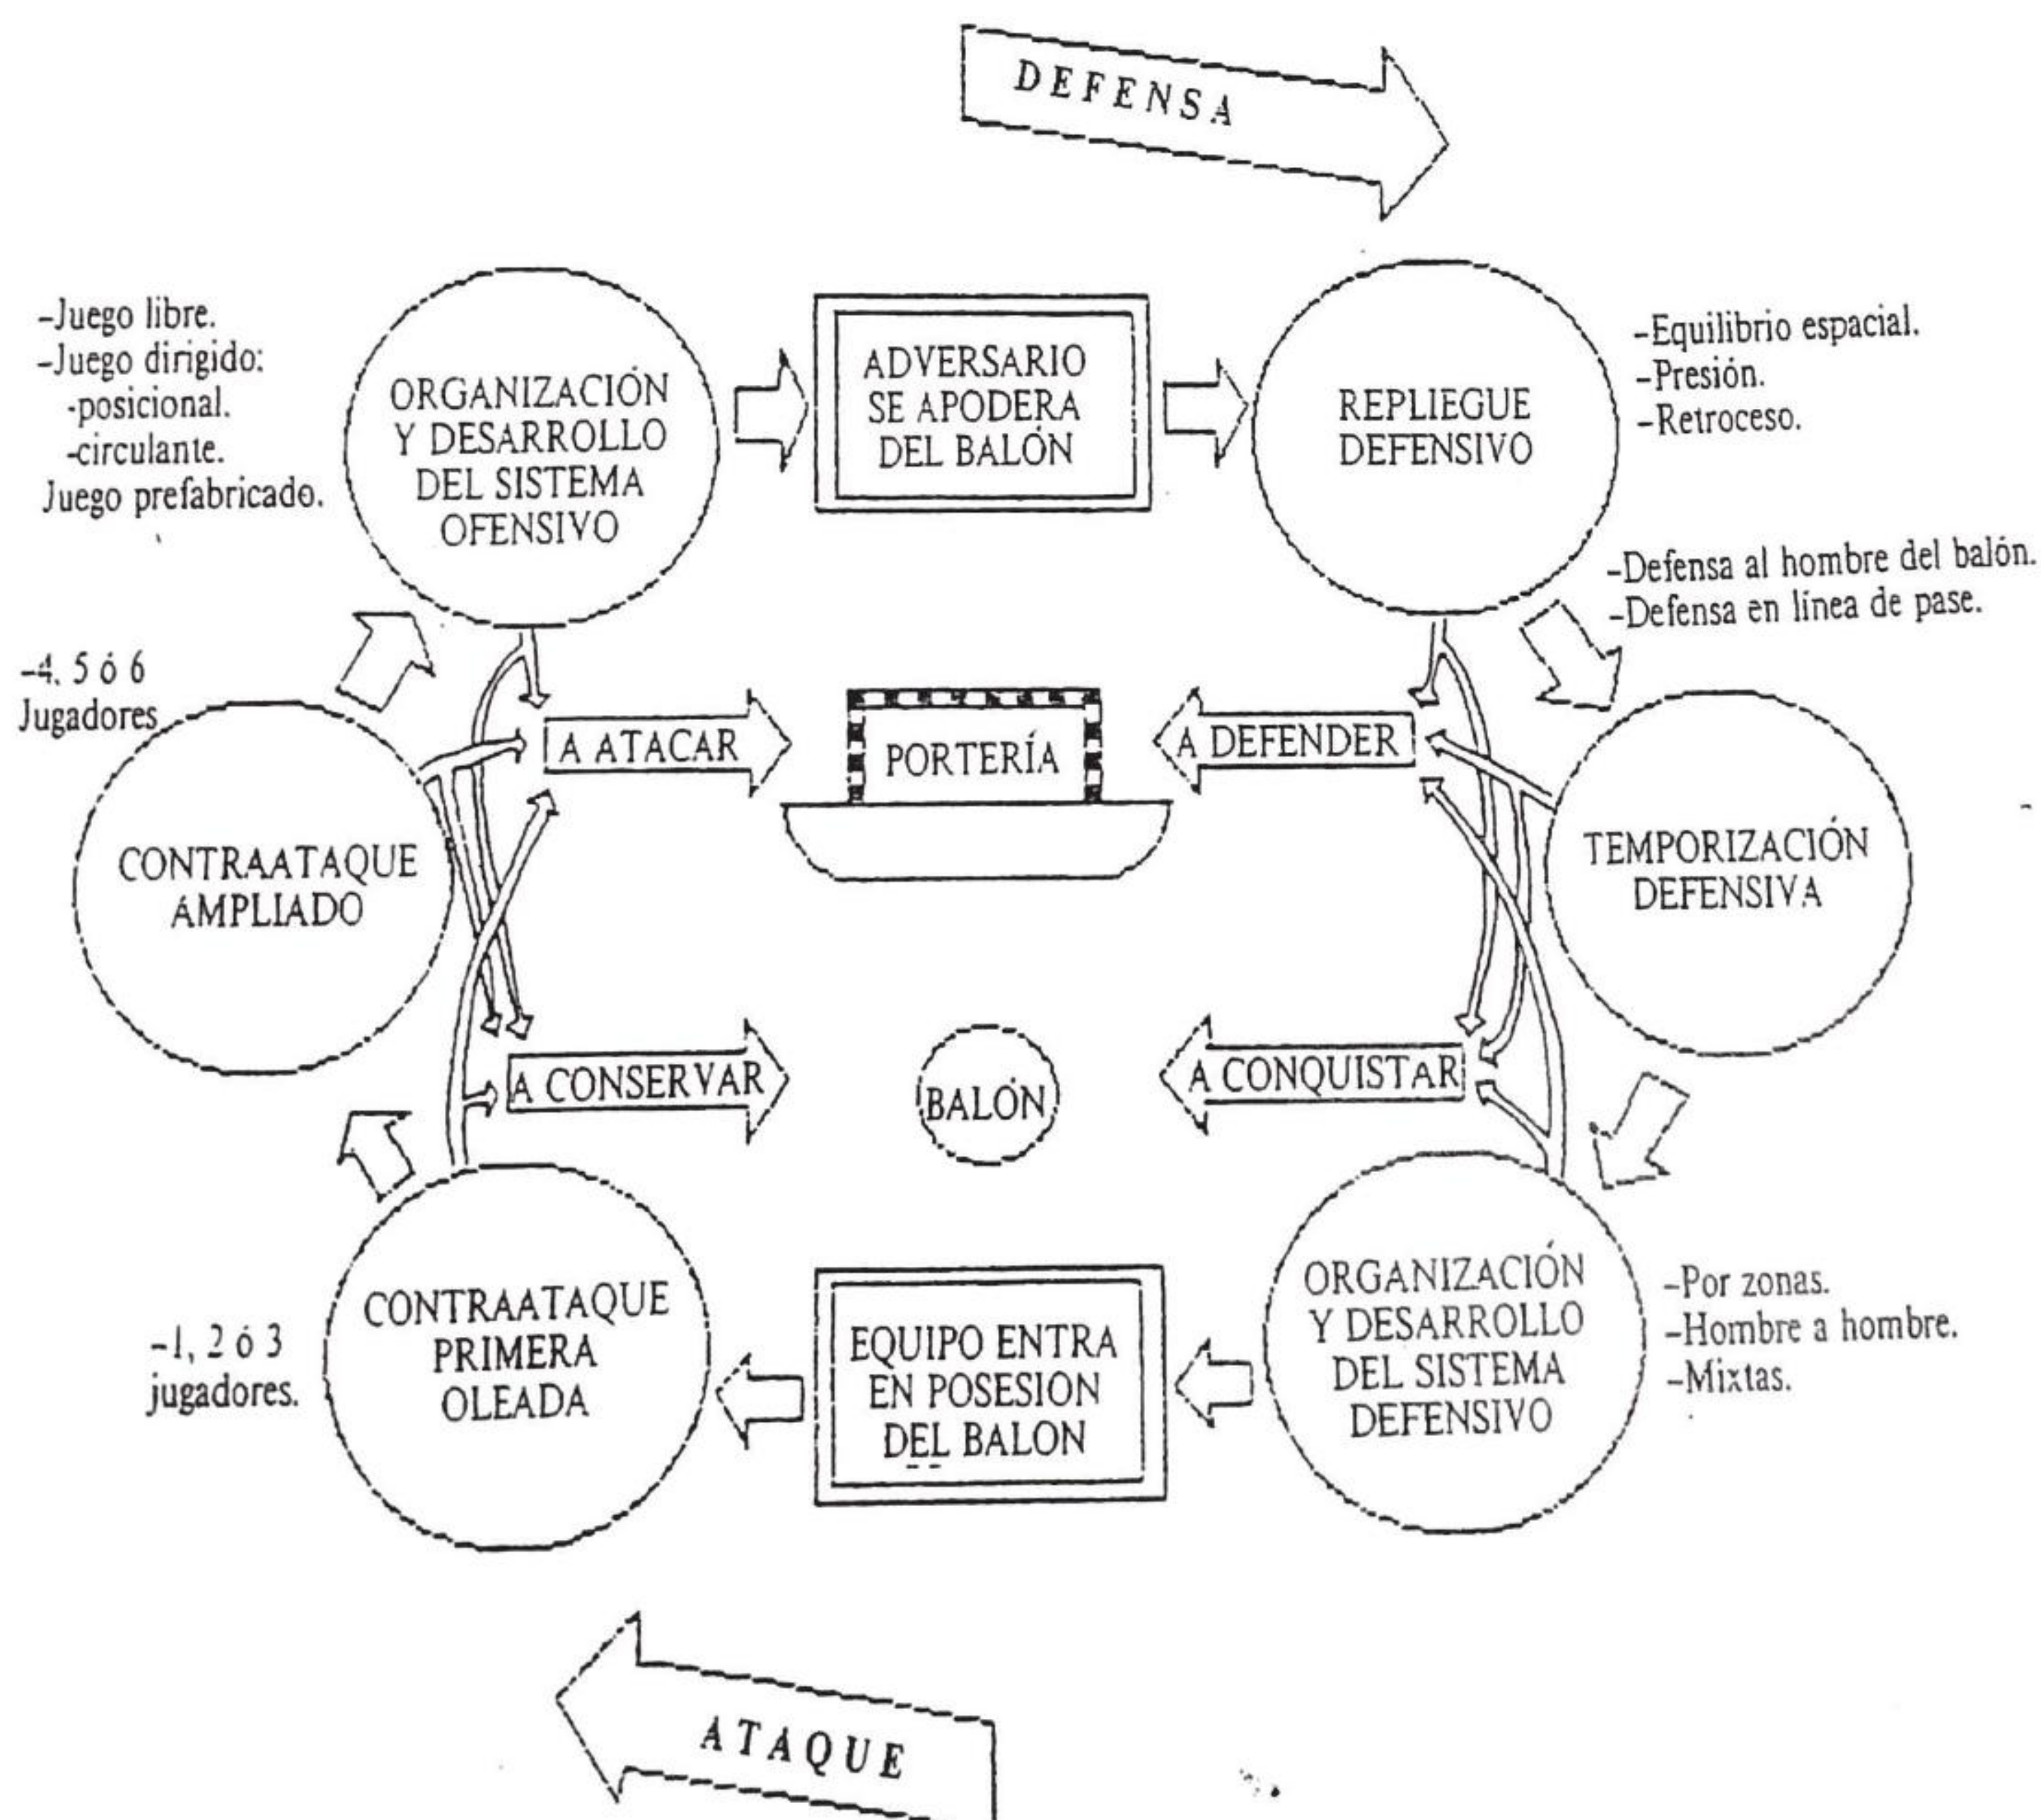 DEFENSA
-Juego libre.
-Juego dirigido:
-posicional.
-circulante.
Juego prefabricado.
ORGANIZACIÓN
Y DESARROLLO
DEL SISTEMA
OFENSIVO
ADVERSARIO
SE APODERA
DEL BALÓN
REPLIEGUE
DEFENSIVO
-Equilibrio espacial.
-Presión.
-Retroceso.
-Defensa al hombre del balón.
-Defensa en línea de pase.
-4, 5 ó 6
Jugadores
A ATACAR
PORTERÍA
A DEFENDER
CONTRAATAQUE
AMPLIADO
TEMPORIZACIÓN
DEFENSIVA
A CONSERVAR
BALÓN
A CONQUISTAR
-1, 2 ó 3
jugadores.
CONTRAATAQUE
PRIMERA
OLEADA
EQUIPO ENTRA
EN POSESION
DEL BALON
ORGANIZACIÓN
Y DESARROLLO
DEL SISTEMA
DEFENSIVO
-Por zonas.
-Hombre a hombre.
-Mixtas.
ATAQUE